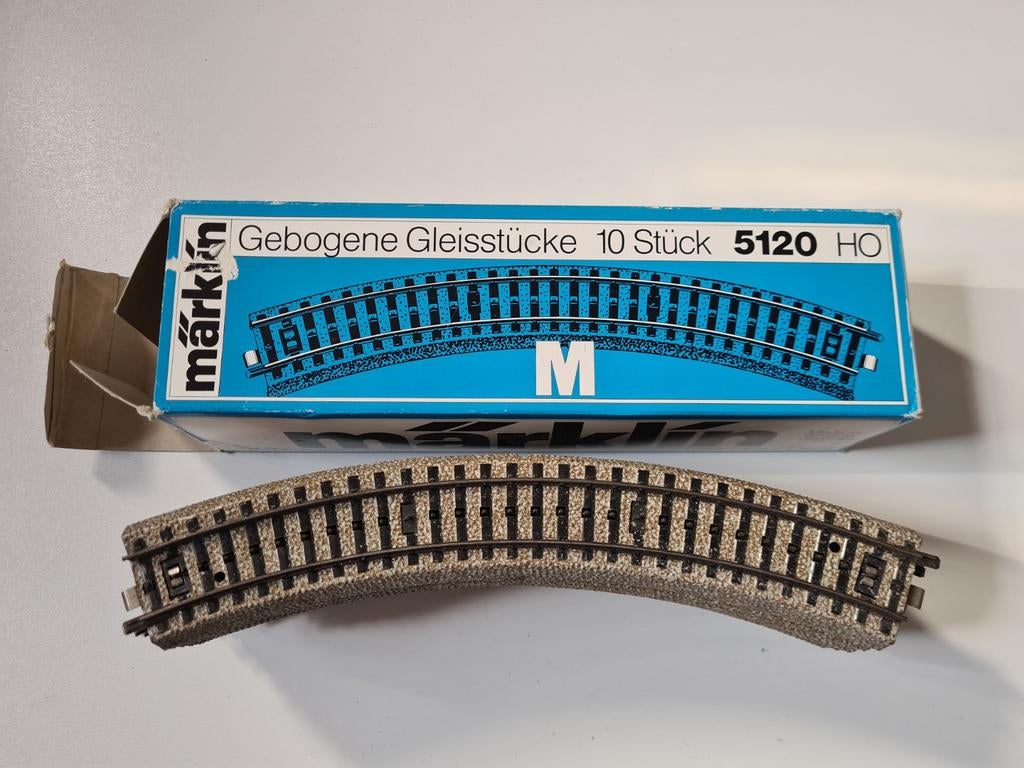 märklin
Gebogene Gleisstücke 10 Stück 5120 HO
M
märklin